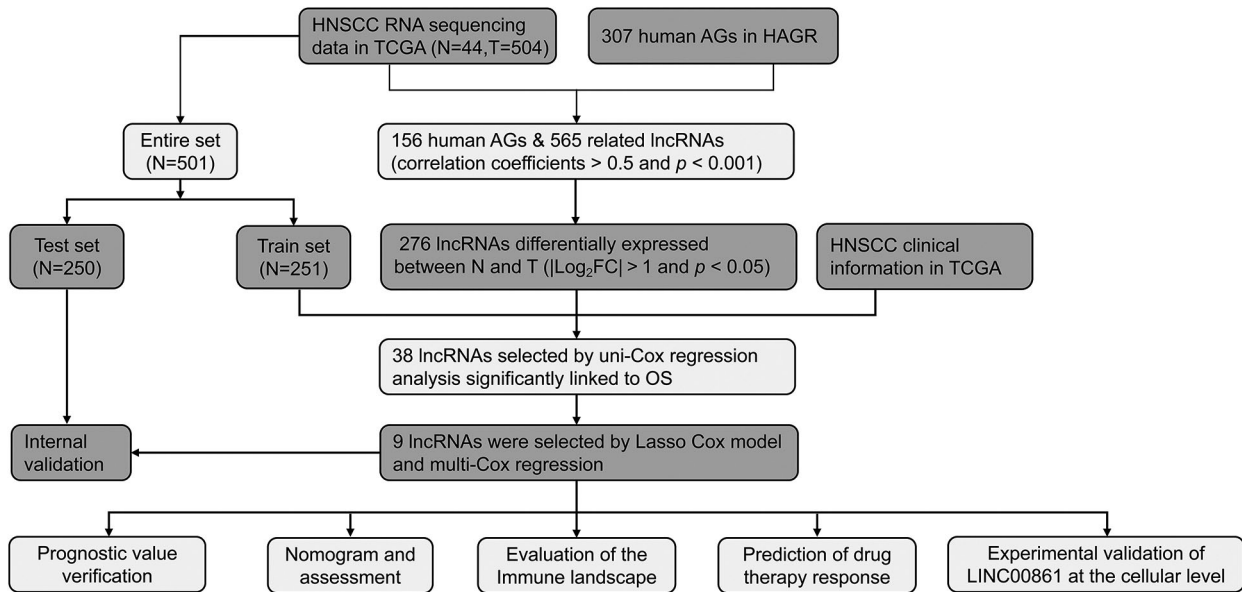 HNSCC RNA sequencing
data in TCGA (N=44,T=504)
307 human AGs in HAGR
Entire set
(N=501)
156 human AGs & 565 related lncRNAs
(correlation coefficients > 0.5 and p < 0.001)
Test set
(N=250)
Train set
(N=251)
276 lncRNAs differentially expressed
between N and T (|Log₂FC| > 1 and p < 0.05)
HNSCC clinical
information in TCGA
38 lncRNAs selected by uni-Cox regression
analysis significantly linked to OS
Internal
validation
9 lncRNAs were selected by Lasso Cox model
and multi-Cox regression
Prognostic value
verification
Nomogram and
assessment
Evaluation of the
Immune landscape
Prediction of drug
therapy response
Experimental validation of
LINC00861 at the cellular level